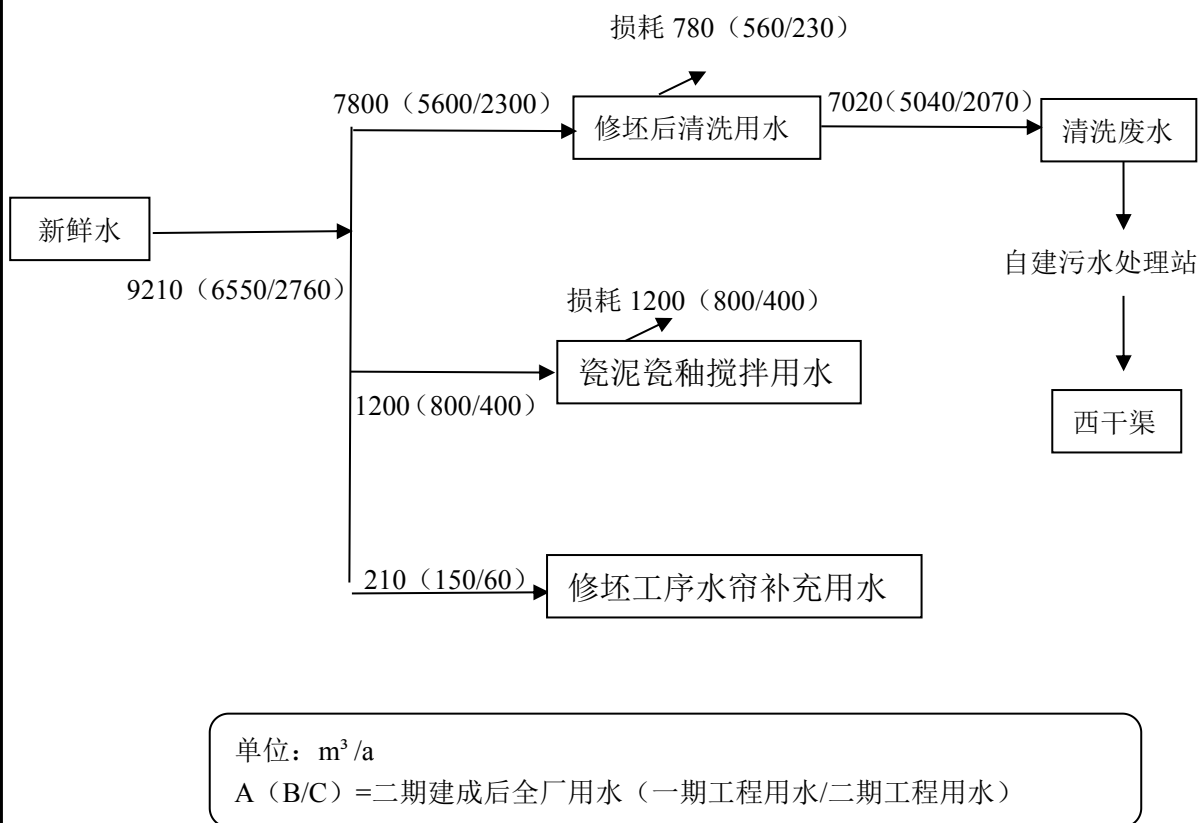 损耗 780（560/230）
7800（5600/2300）
修坯后清洗用水
7020（5040/2070）
清洗废水
新鲜水
9210（6550/2760）
自建污水处理站
损耗 1200（800/400）
瓷泥瓷釉搅拌用水
1200（800/400）
西干渠
210（150/60）
修坯工序水帘补充用水
单位：m³/a
A（B/C）=二期建成后全厂用水（一期工程用水/二期工程用水）